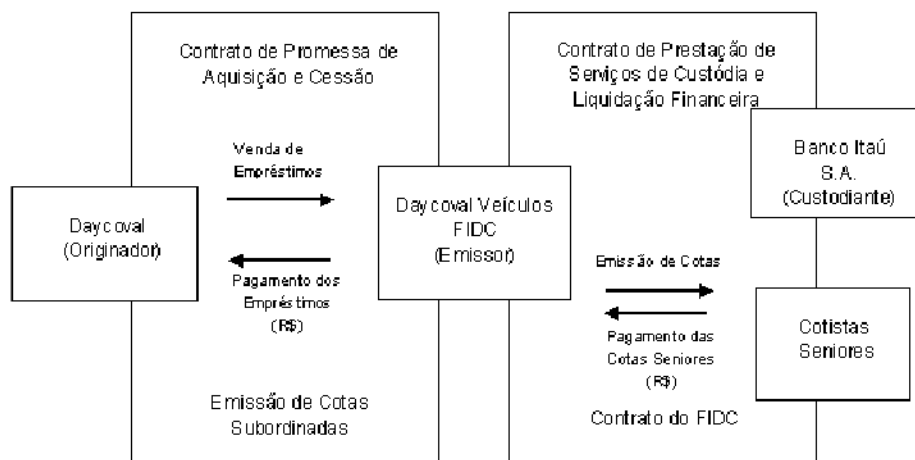 Contrato de Promessa de
Aquisição e Cessão
Venda de
Empréstimos
Daycoval
(Originador)
Pagamento dos
Empréstimos
(R$)
Emissão de Cotas
Subordinadas
Daycoval Veículos
FIDC
(Emissor)
Contrato de Prestação de
Serviços de Custódia e
Liquidação Financeira
Banco Itaú
S.A.
(Custodiante)
Emissão de Cotas
Pagamento das
Cotas Seniores
(R$)
Cotistas
Seniores
Contrato do FIDC